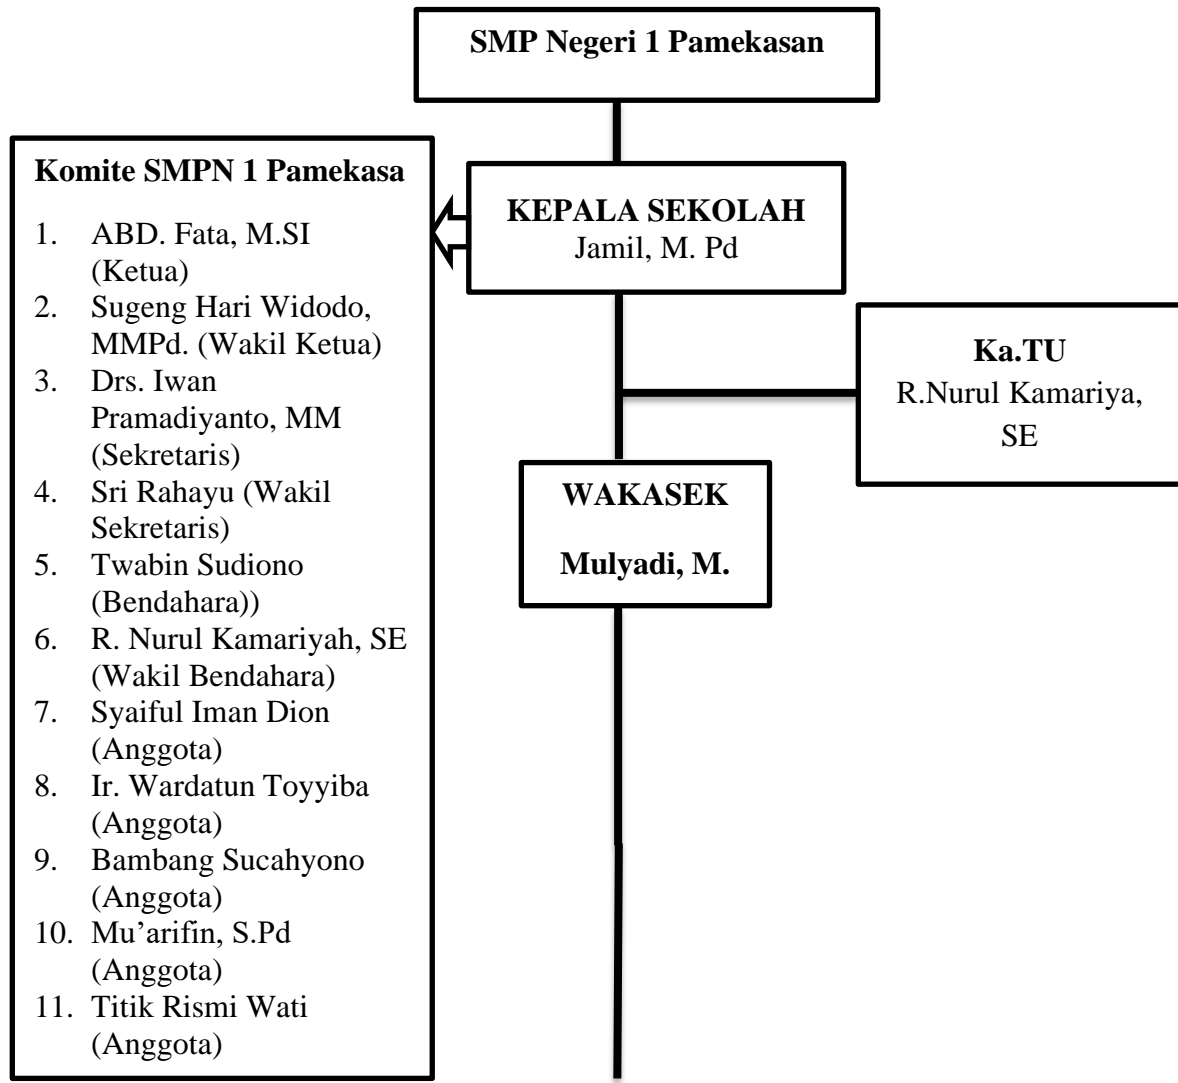 SMP Negeri 1 Pamekasan
Komite SMPN 1 Pamekasa
1. ABD. Fata, M.SI
(Ketua)
2. Sugeng Hari Widodo,
MMPd. (Wakil Ketua)
3. Drs. Iwan
Pramadiyanto, MM
(Sekretaris)
4. Sri Rahayu (Wakil
Sekretaris)
5. Twabin Sudiono
(Bendahara))
6. R. Nurul Kamariyah, SE
(Wakil Bendahara)
7. Syaiful Iman Dion
(Anggota)
8. Ir. Wardatun Toyyiba
(Anggota)
9. Bambang Sucahyono
(Anggota)
10. Mu’arifin, S.Pd
(Anggota)
11. Titik Rismi Wati
(Anggota)
KEPALA SEKOLAH
Jamil, M. Pd
Ka.TU
R.Nurul Kamariya,
SE
WAKASEK
Mulyadi, M.